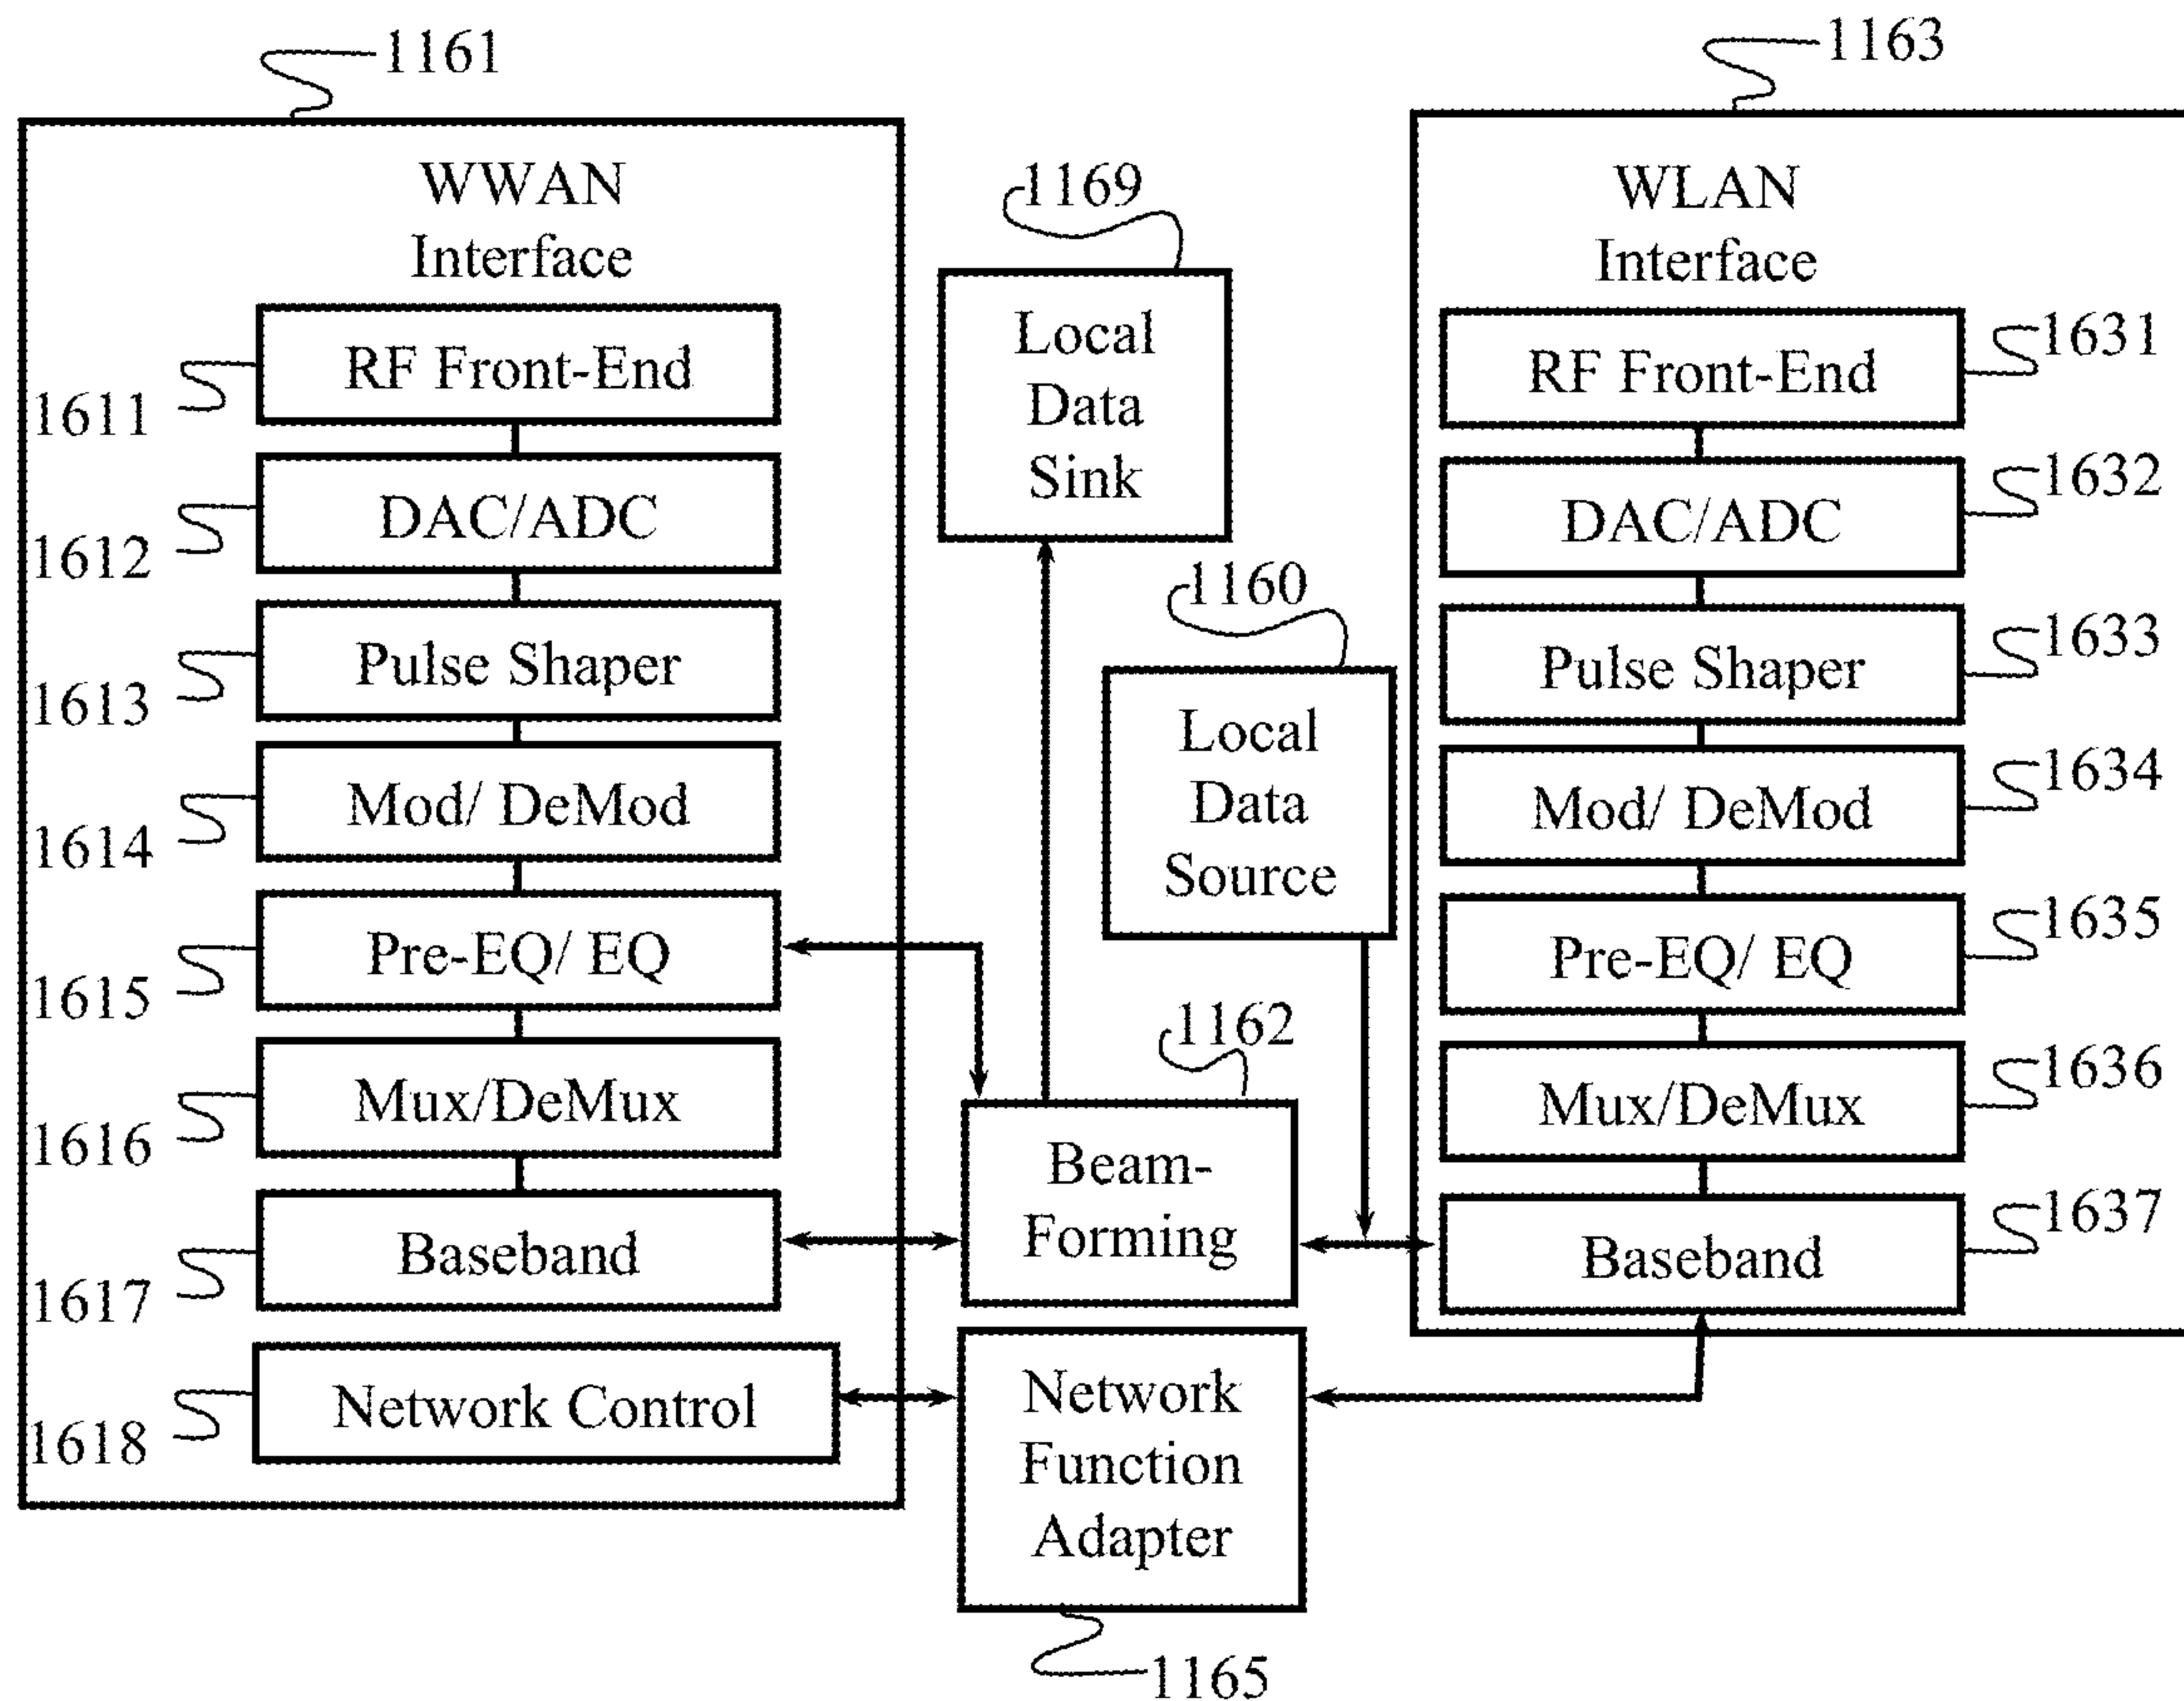 1161
WWAN
Interface
RF Front-End
1611
DAC/ADC
1612
Pulse Shaper
1613
Mod/ DeMod
1614
Pre-EQ/ EQ
1615
Mux/DeMux
1616
Baseband
1617
Network Control
1618
1169
Local
Data
Sink
1160
Local
Data
Source
1162
Beam-
Forming
Network
Function
Adapter
1165
1163
WLAN
Interface
RF Front-End
1631
DAC/ADC
1632
Pulse Shaper
1633
Mod/ DeMod
1634
Pre-EQ/ EQ
1635
Mux/DeMux
1636
Baseband
1637